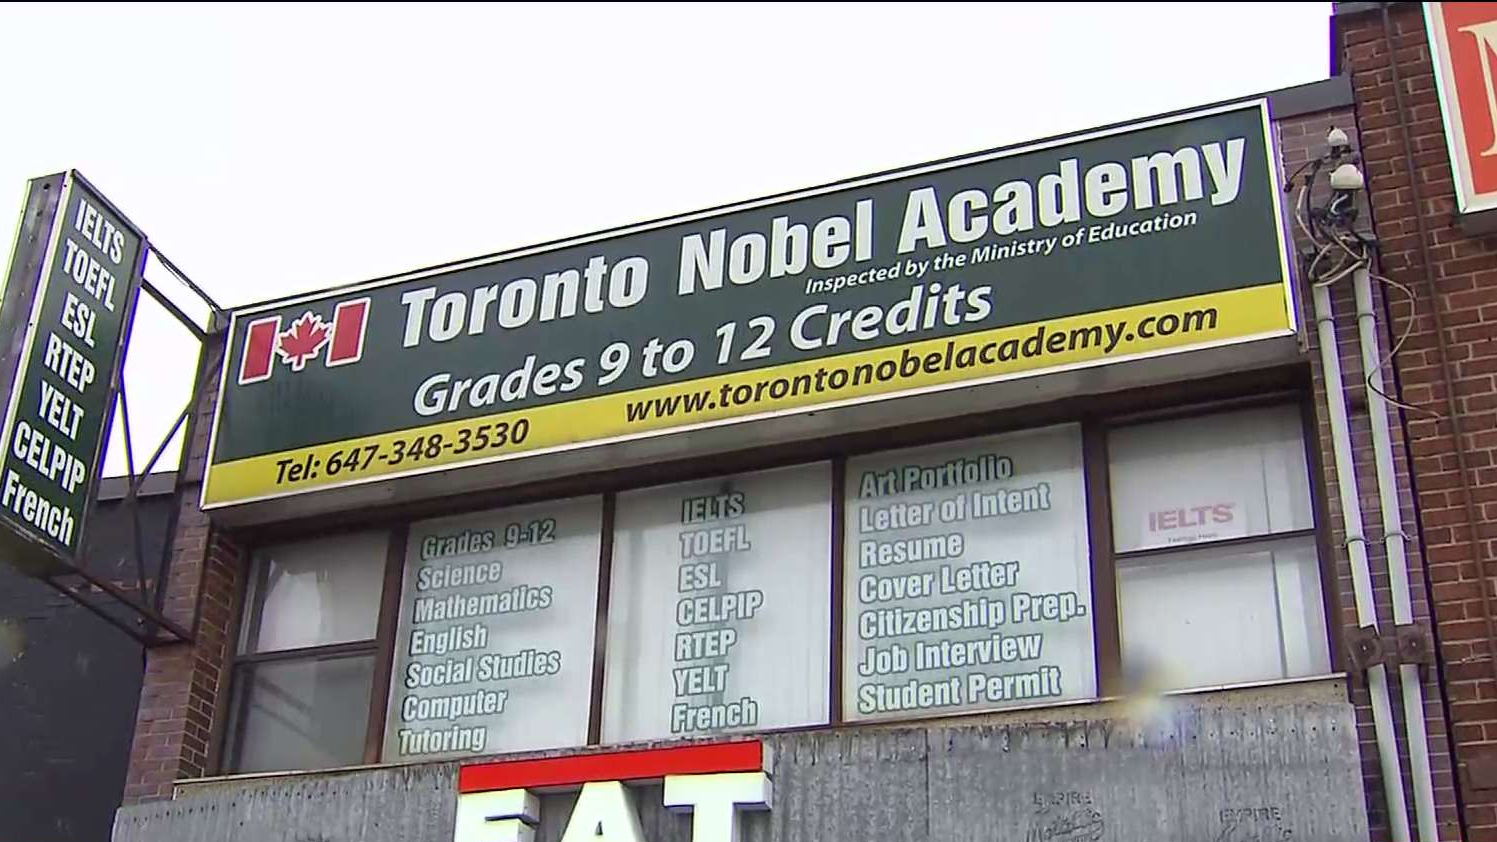 IELTS
TOEFL
ESL
RTEP
YELT
CELPIP
French
Toronto Nobel Academy
Inspected by the Ministry of Education
Grades 9 to 12 Credits
Tel: 647-348-3530
www.torontonobelacademy.com
Grades 9-12
Science
Mathematics
English
Social Studies
Computer
Tutoring
IELTS
TOEFL
ESL
CELPIP
RTEP
YELT
French
Art Portfolio
Letter of Intent
Resume
Cover Letter
Citizenship Prep.
Job Interview
Student Permit
IELTS
EAT
EMPIRE
EMPIRE